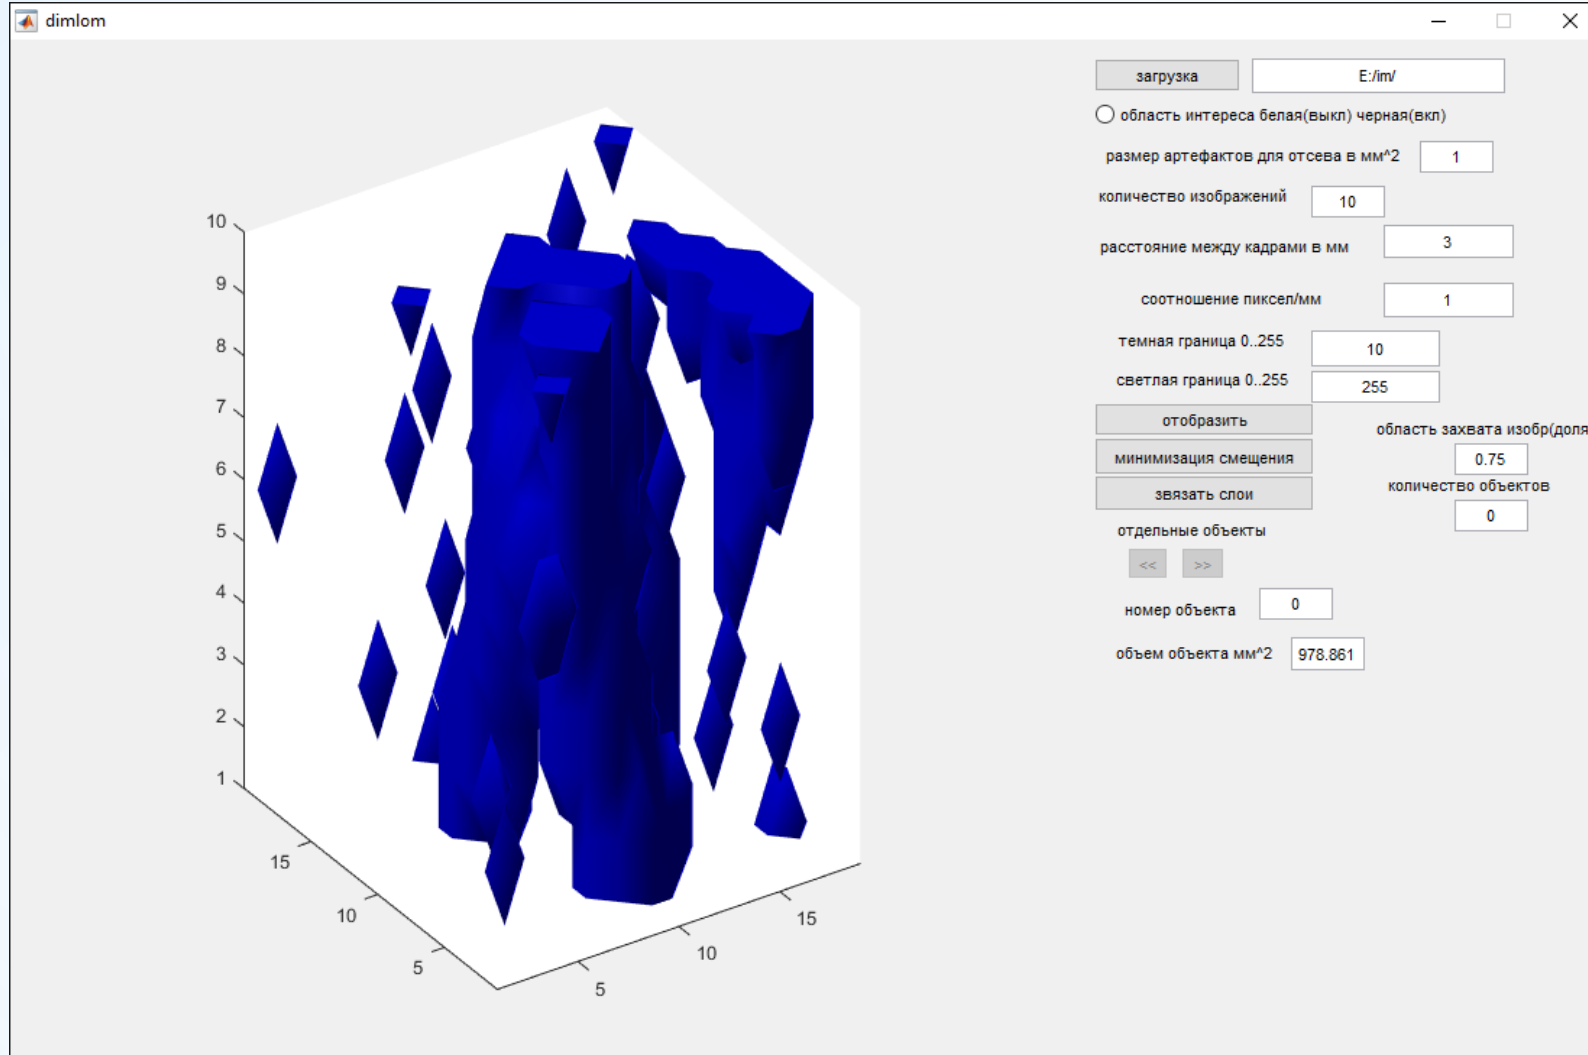 dimlom
загрузка E:/im/
область интереса белая(выкл) черная(вкл)
размер артефактов для отсева в мм^2 1
количество изображений 10
расстояние между кадрами в мм 3
соотношение пиксел/мм 1
темная граница 0..255 10
светлая граница 0..255 255
отобразить
область захвата изобр(доля
минимизация смещения 0.75
количество объектов
звязать слои
0
отдельные объекты
<< >>
номер объекта 0
объем объекта мм^2 978.861
10
9
8
7
6
5
4
3
2
1
15
10
5
5
10
15